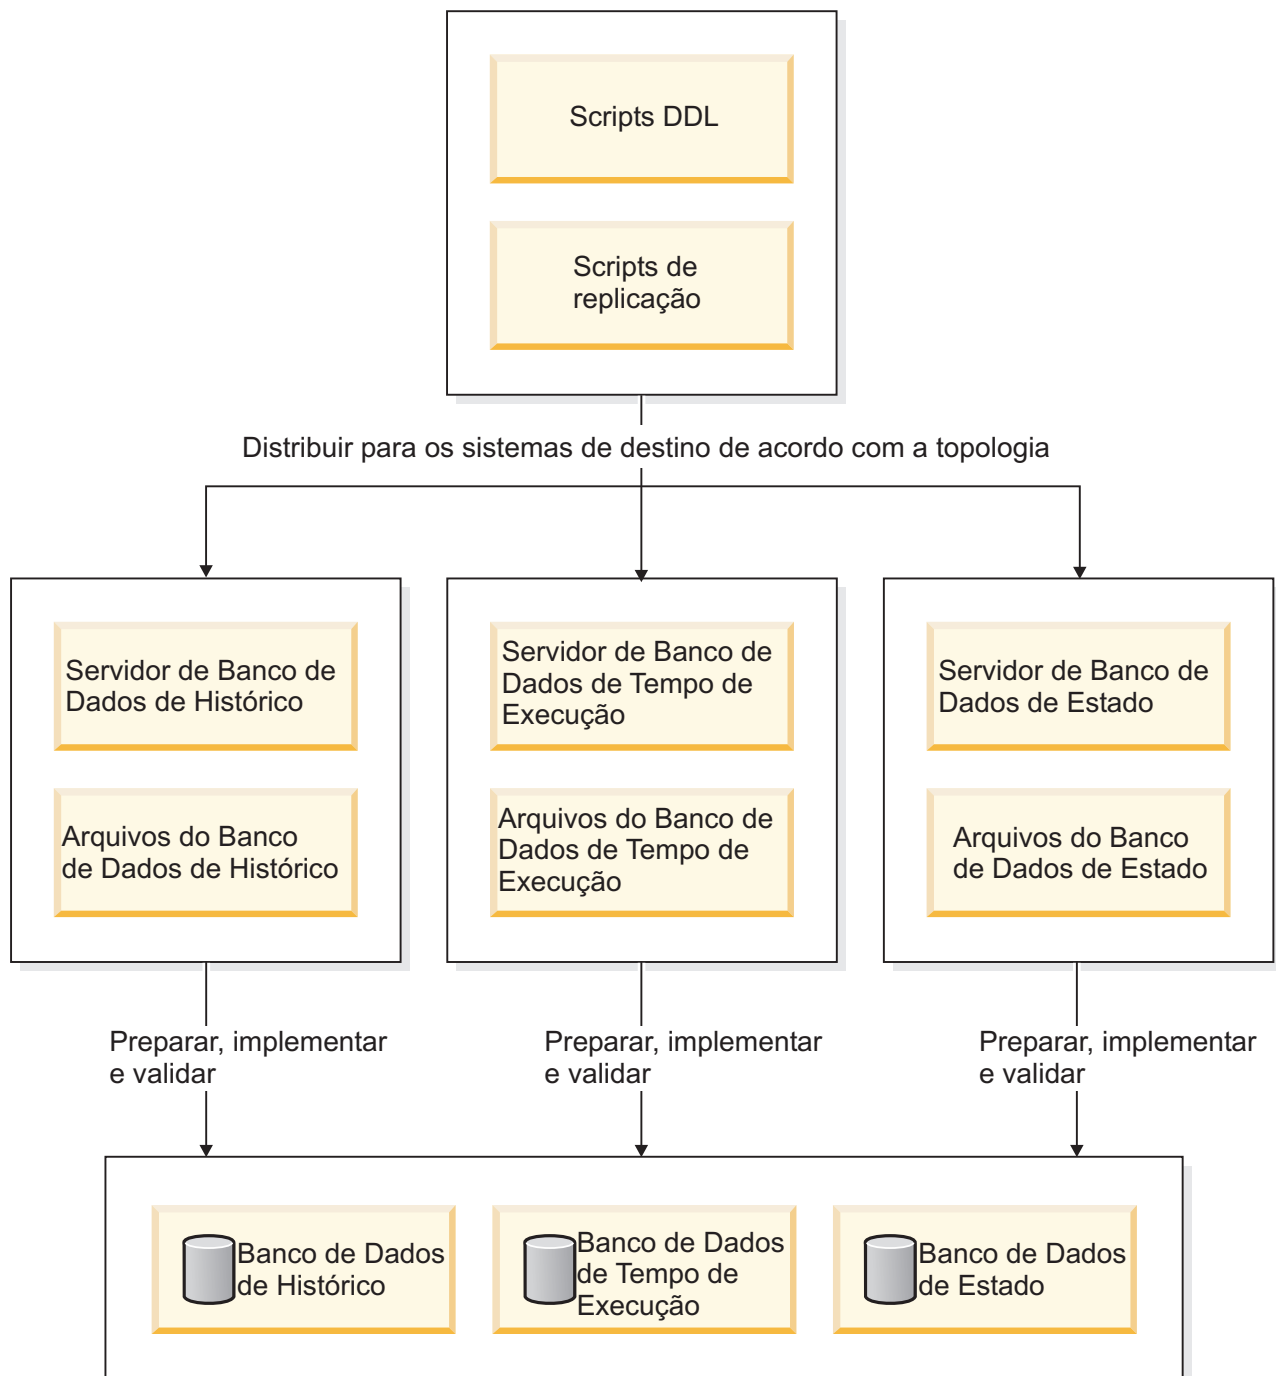 Scripts DDL
Scripts de
replicação
Distribuir para os sistemas de destino de acordo com a topologia
Servidor de Banco de
Dados de Histórico
Arquivos do Banco
de Dados de Histórico
Servidor de Banco de
Dados de Tempo de
Execução
Arquivos do Banco de
Dados de Tempo de
Execução
Servidor de Banco de
Dados de Estado
Arquivos do Banco
de Dados de Estado
Preparar, implementar
e validar
Preparar, implementar
e validar
Preparar, implementar
e validar
Banco de Dados
de Histórico
Banco de Dados
de Tempo de
Execução
Banco de Dados
de Estado